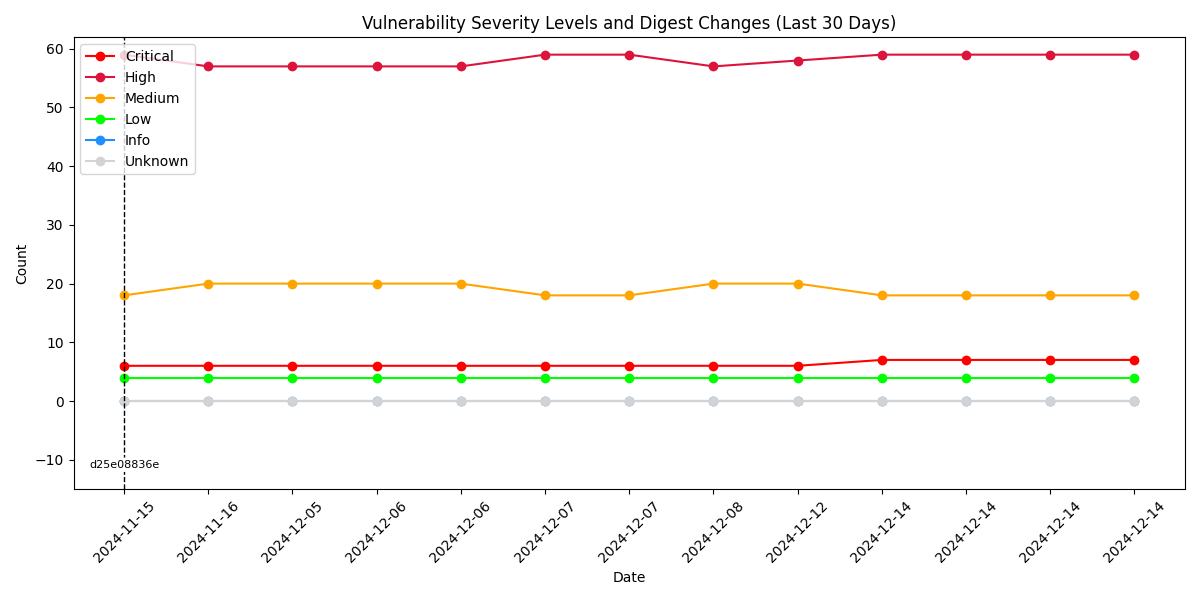 Vulnerability Severity Levels and Digest Changes (Last 30 Days)
Critical
High
Medium
Low
Info
Unknown
Count
60
50
40
30
20
10
0
−10
d25e08836e
2024-11-15
2024-11-16
2024-12-05
2024-12-06
2024-12-06
2024-12-07
2024-12-07
2024-12-08
2024-12-12
2024-12-14
2024-12-14
2024-12-14
2024-12-14
Date